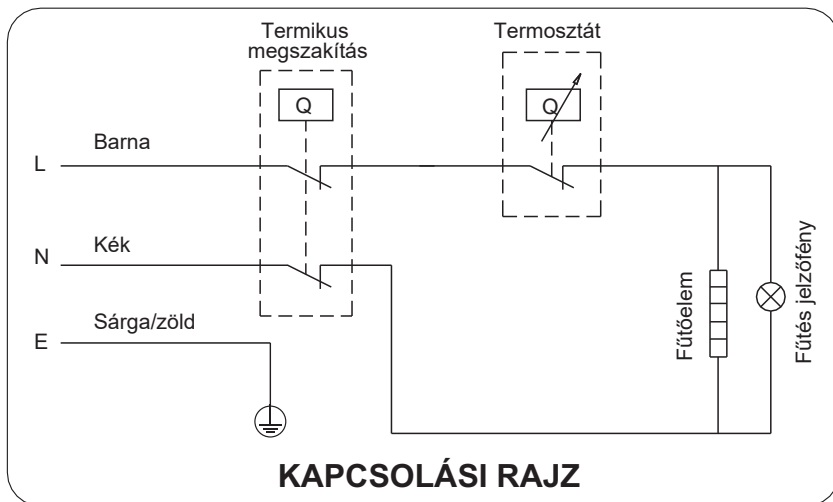 Termikus
megszakítás
Termosztát
Q
Q
L
Barna
N
Kék
E
Sárga/zöld
Fűtőelem
Fűtés jelzőfény
KAPCSOLÁSI RAJZ